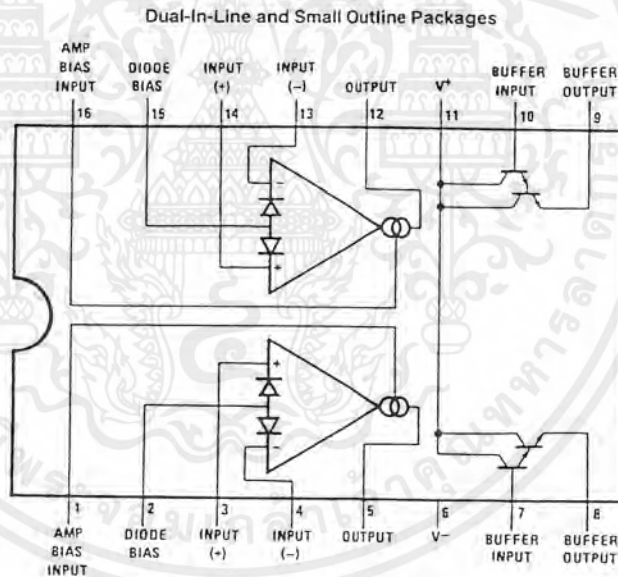 Dual-In-Line and Small Outline Packages
AMP
BIAS
INPUT
DIODE
BIAS
INPUT
(+)
INPUT
(−)
OUTPUT
V+
BUFFER
INPUT
BUFFER
OUTPUT
16 15 14 13 12 11 10 9
−
+
+
−
1 2 3 4 5 6 7 8
AMP
BIAS
INPUT
DIODE
BIAS
INPUT
(+)
INPUT
(−)
OUTPUT
V−
BUFFER
INPUT
BUFFER
OUTPUT